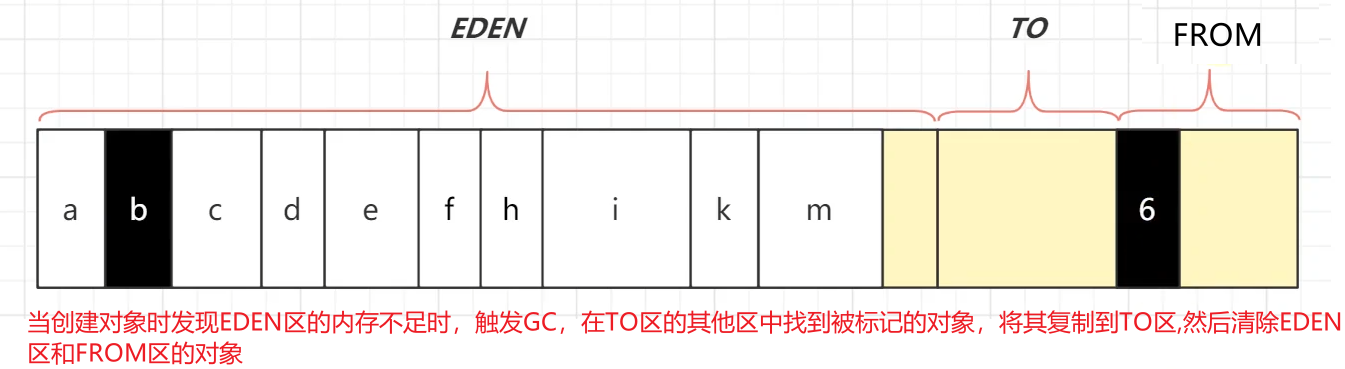 EDEN
TO
FROM
a
b
c
d
e
f
h
i
k
m
6
当创建对象时发现EDEN区的内存不足时，触发GC，在TO区的其他区中找到被标记的对象，将其复制到TO区,然后清除EDEN
区和FROM区的对象